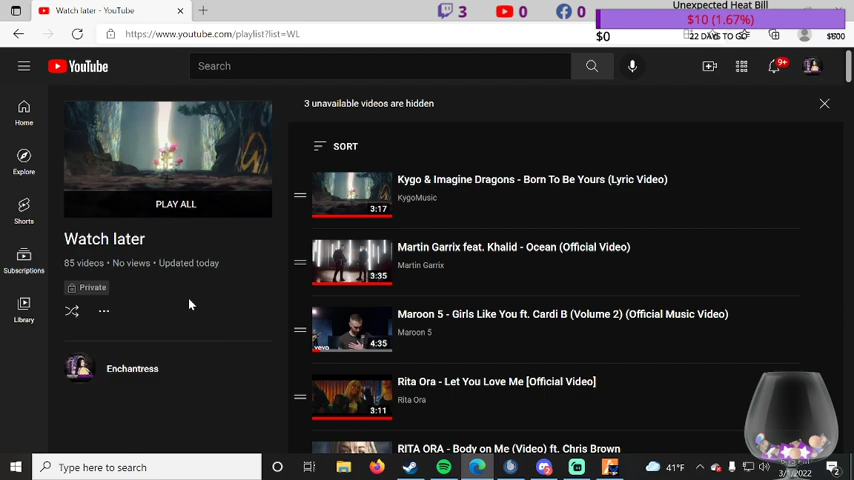 Watch later - YouTube
3
0
0
Unexpected Heat Bill
$10 (1.67%)
https://www.youtube.com/playlist?list=WL
$0
22 DAYS TO GO
$600
YouTube
Search
9+
Home
Explore
Shorts
Subscriptions
Library
PLAY ALL
Watch later
85 videos • No views • Updated today
Private
Enchantress
3 unavailable videos are hidden
SORT
Kygo & Imagine Dragons - Born To Be Yours (Lyric Video)
KygoMusic
3:17
Martin Garrix feat. Khalid - Ocean (Official Video)
Martin Garrix
3:35
Maroon 5 - Girls Like You ft. Cardi B (Volume 2) (Official Music Video)
Maroon 5
vevo
4:35
Rita Ora - Let You Love Me [Official Video]
Rita Ora
3:11
RITA ORA - Body on Me (Video) ft. Chris Brown
Type here to search
41°F
3/1/2022
2